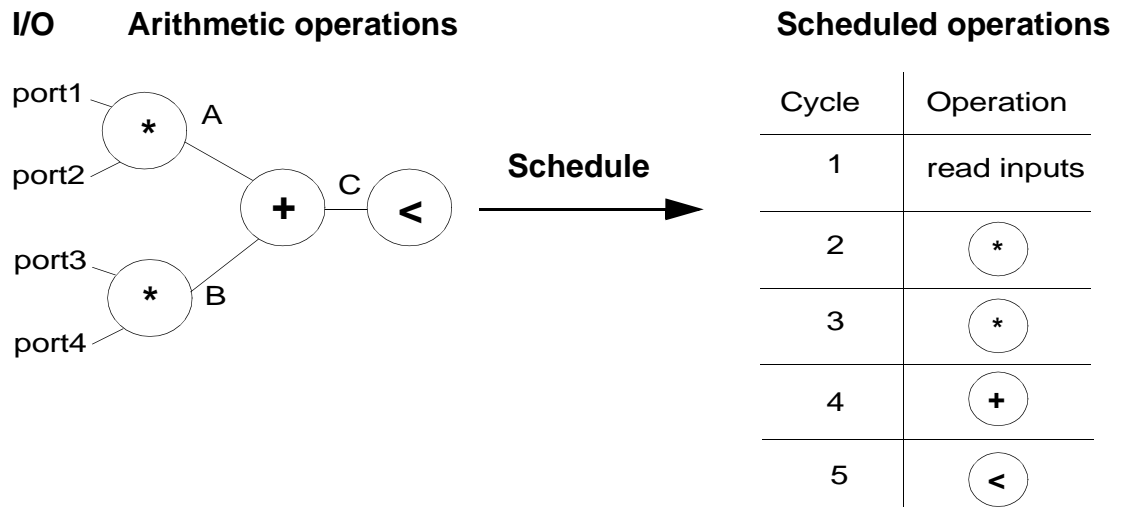 I/O Arithmetic operations
Scheduled operations
port1
port2
port3
port4
*
A
*
B
+
C
<
Schedule
Cycle Operation
1 read inputs
2 *
3 *
4 +
5 <